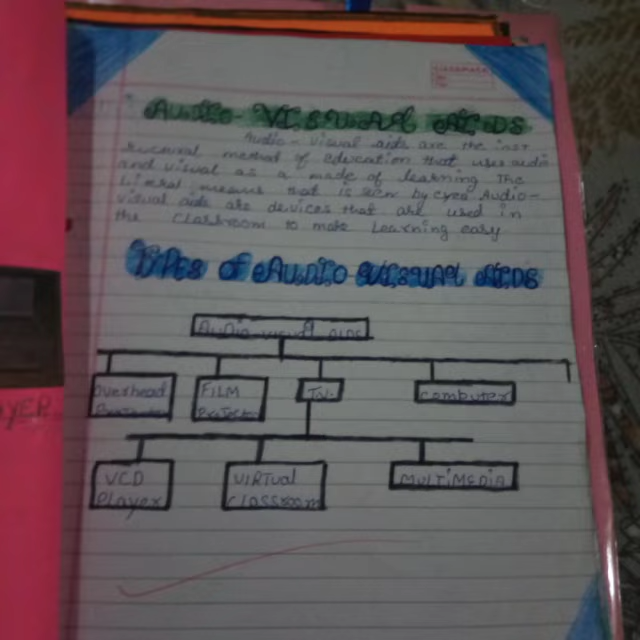 AUDIO-VISUAL AIDS
Audio-visual aids are the inst
method of education that uses audio
and visual as a mode of learning The
means that is seen by Audio-
visual aids are devices that are used in
the classroom to make learning easy
TYPES OF AUDIO VISUAL AIDS
AUDIO VISUAL AIDS
Overhead FILM T.V. Computer
Projector Projector
VCD VIRTUAL MULTIMEDIA
Player Classroom
AYER